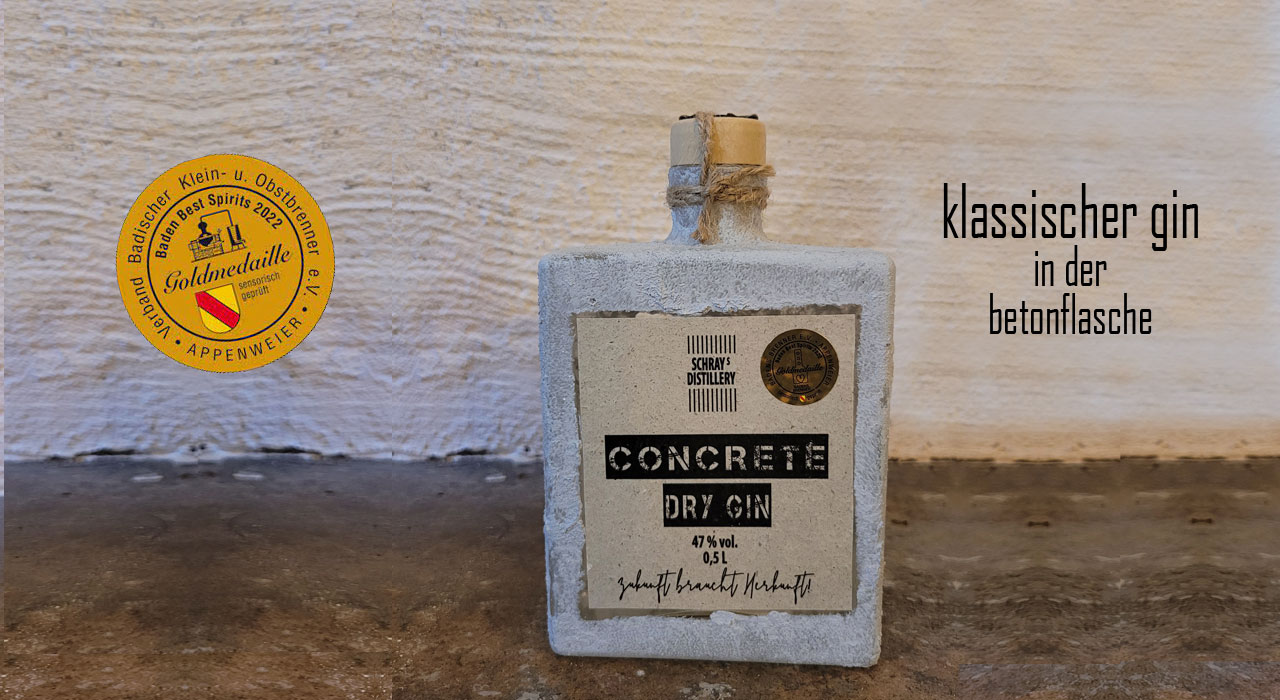 Verband Badischer Klein- u. Obstbrenner e.V.
Baden Best Spirits 2022
Goldmedaille
sensorisch
geprüft
• APPENWEIER •
klassischer gin
in der
betonflasche
SCHRAY'S
DISTILLERY
Goldmedaille
CONCRETE
DRY GIN
47 % vol.
0,5 L
zukunft braucht Herkunft!